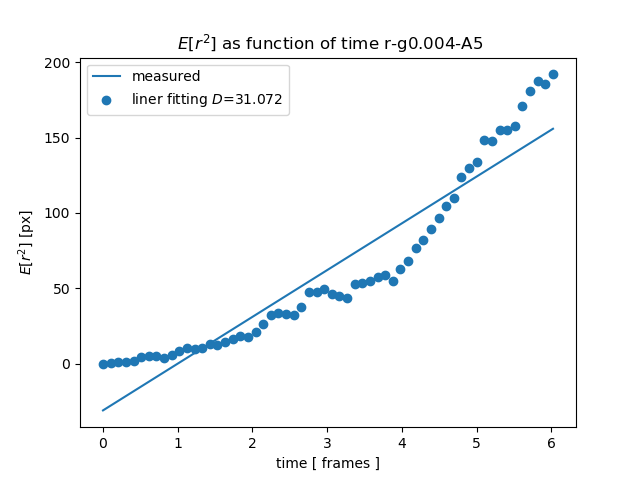 E[r²] as function of time r-g0.004-A5
measured
liner fitting D=31.072
200
150
100
50
0
E[r²] [px]
0 1 2 3 4 5 6
time [ frames ]